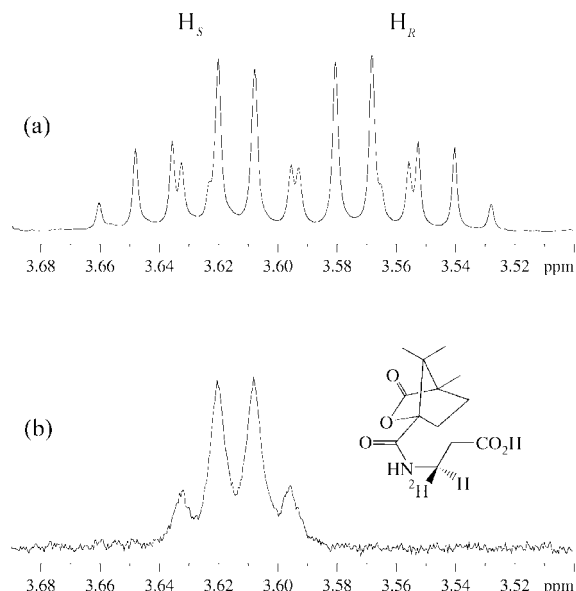 H_S H_R
(a)
3.68 3.66 3.64 3.62 3.60 3.58 3.56 3.54 3.52 ppm
(b)
O
O
O
CO₂H
HN
²H H
3.68 3.66 3.64 3.62 3.60 3.58 3.56 3.54 3.52 ppm